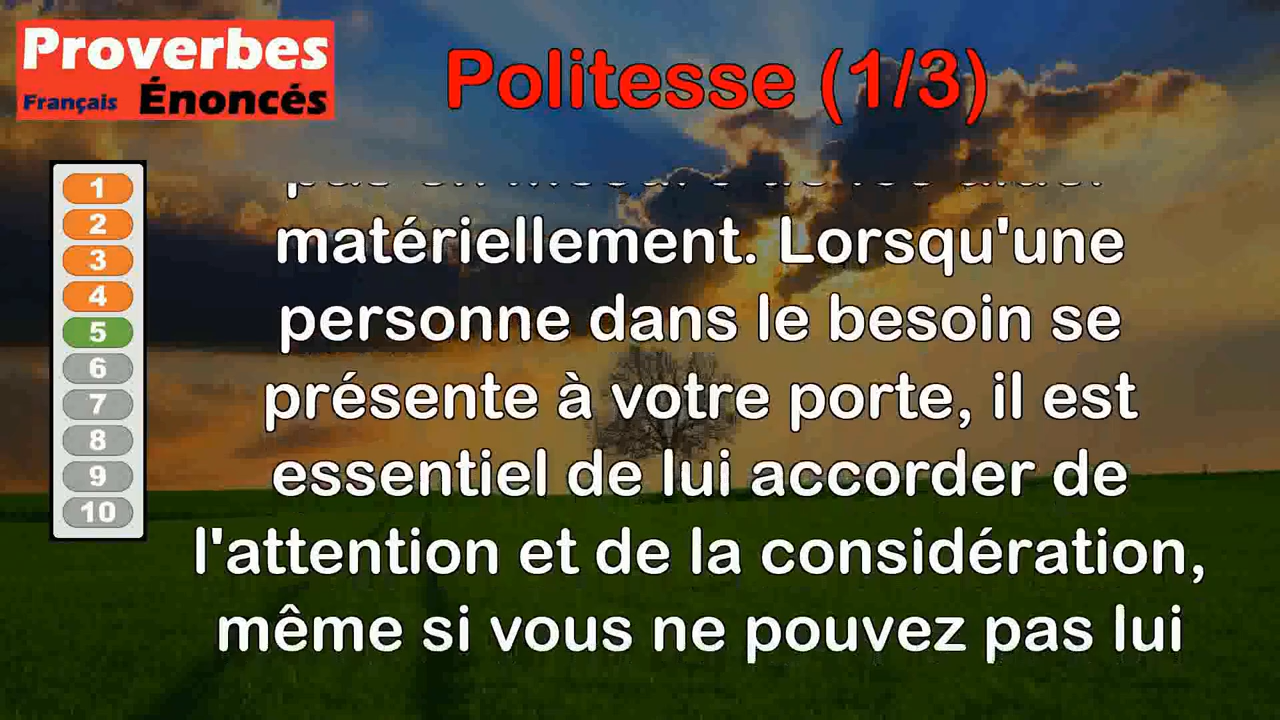 Proverbes
Français Énoncés
Politesse (1/3)
1
2
3
4
5
6
7
8
9
10
matériellement. Lorsqu'une
personne dans le besoin se
présente à votre porte, il est
essentiel de lui accorder de
l'attention et de la considération,
même si vous ne pouvez pas lui